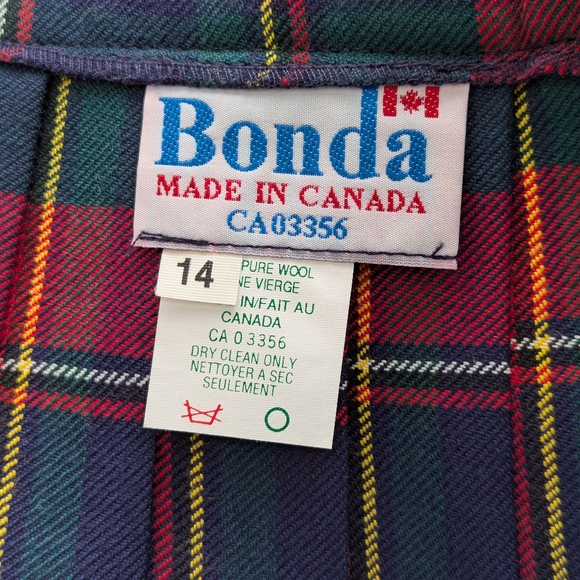 Bonda
MADE IN CANADA
CA03356
14
PURE WOOL
NE VIERGE
IN/FAIT AU
CANADA
CA 03356
DRY CLEAN ONLY
NETTOYER A SEC
SEULEMENT